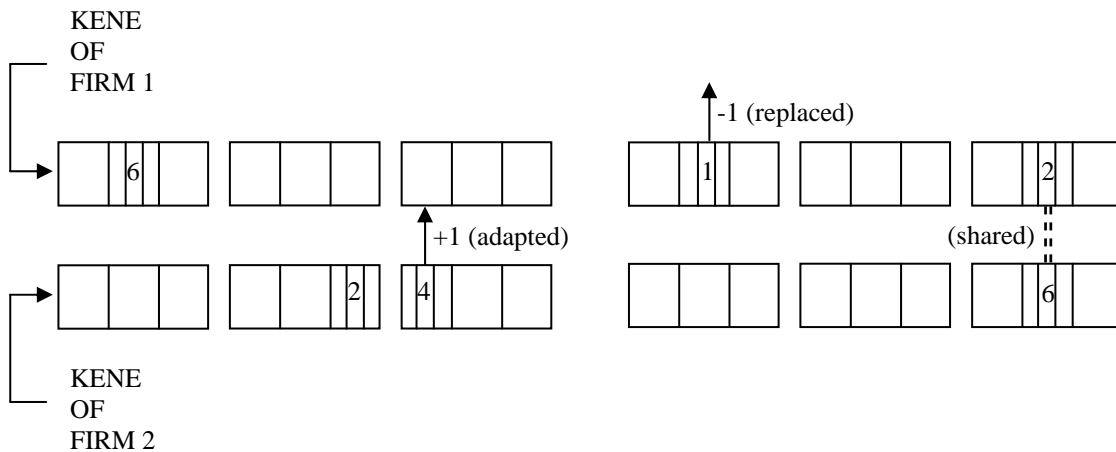 KENE
OF
FIRM 1
-1 (replaced)
6
1
2
+1 (adapted)
(shared)
2
4
6
KENE
OF
FIRM 2